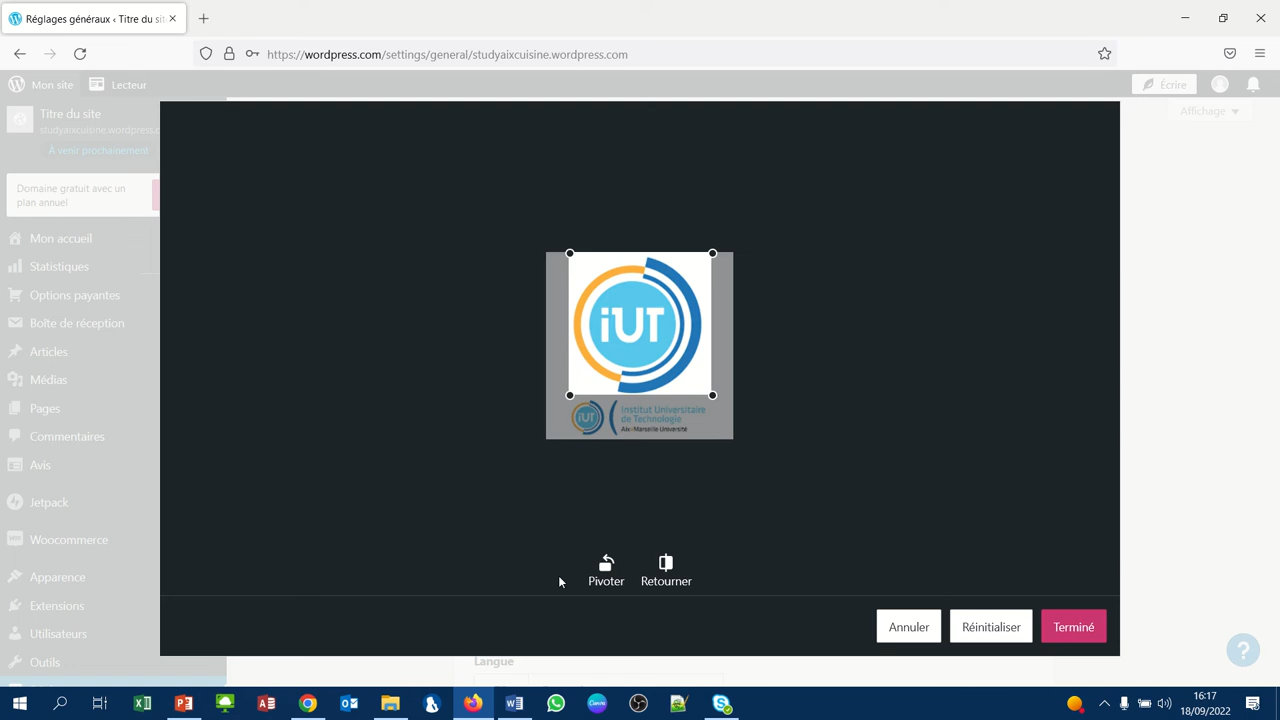 Réglages généraux ‹ Titre du sit
https://wordpress.com/settings/general/studyaixcuisine.wordpress.com
Mon site
Lecteur
Écrire
Titre du site
studyaixcuisine.wordpress.c
À venir prochainement
Affichage
Domaine gratuit avec un
plan annuel
Mon accueil
Statistiques
Options payantes
Boîte de réception
Articles
Médias
Pages
Commentaires
Avis
Jetpack
Woocommerce
Apparence
Extensions
Utilisateurs
Outils
iUT
iUT
Institut Universitaire
de Technologie
Aix-Marseille Université
Pivoter
Retourner
Annuler
Réinitialiser
Terminé
Langue
?
16:17
18/09/2022